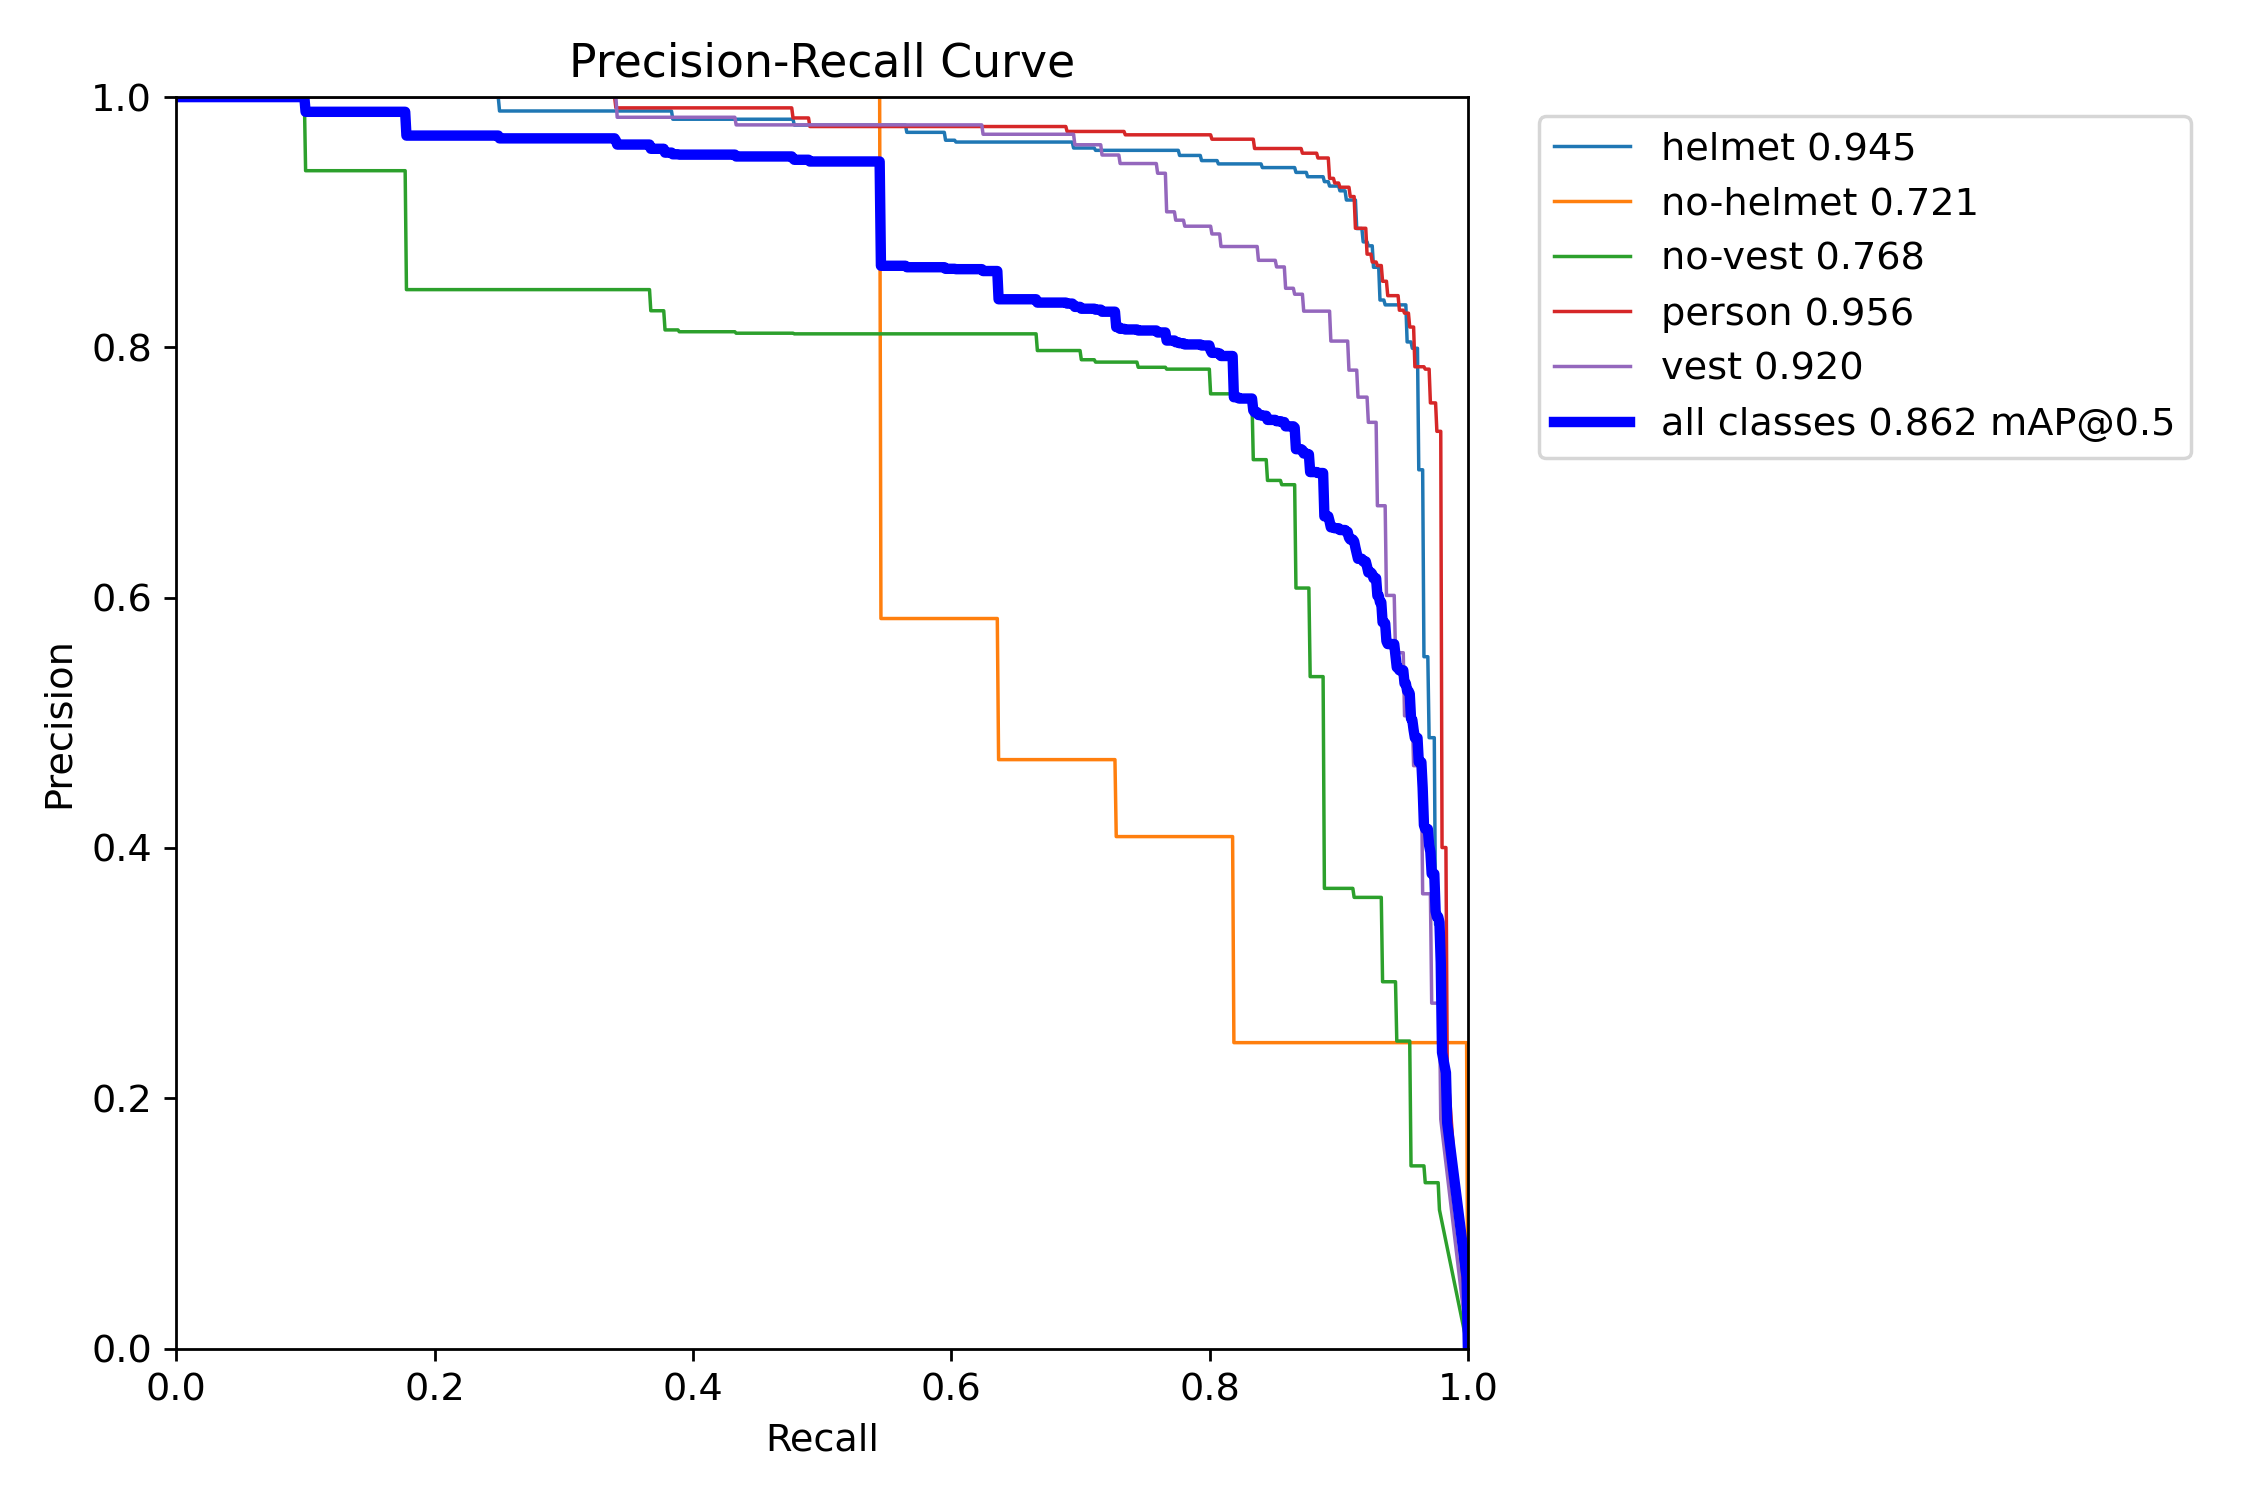 Precision-Recall Curve
1.0
0.8
0.6
0.4
0.2
0.0
Precision
0.0 0.2 0.4 0.6 0.8 1.0
Recall
helmet 0.945
no-helmet 0.721
no-vest 0.768
person 0.956
vest 0.920
all classes 0.862 mAP@0.5